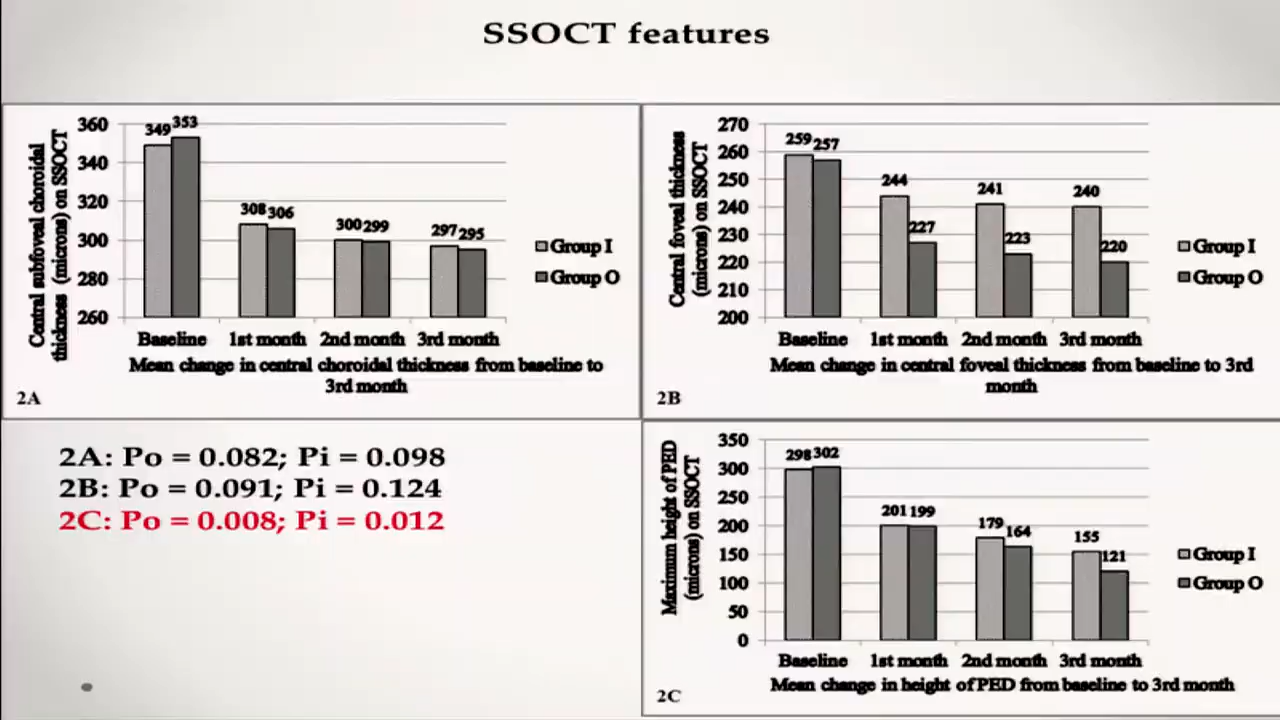 SSOCT features
Central subfoveal choroidal
thickness (microns) on SSOCT
360
340
320
300
280
260
349
353
308
306
300
299
297
295
Group I
Group O
Baseline
1st month
2nd month
3rd month
Mean change in central choroidal thickness from baseline to
3rd month
2A
Central foveal thickness
(microns) on SSOCT
270
260
250
240
230
220
210
200
259
257
244
227
241
223
240
220
Group I
Group O
Baseline
1st month
2nd month
3rd month
Mean change in central foveal thickness from baseline to 3rd
month
2B
2A: Po = 0.082; Pi = 0.098
2B: Po = 0.091; Pi = 0.124
2C: Po = 0.008; Pi = 0.012
Maximum height of PED
(microns) on SSOCT
350
300
250
200
150
100
50
0
298
302
201
199
179
164
155
121
Group I
Group O
Baseline
1st month
2nd month
3rd month
Mean change in height of PED from baseline to 3rd month
2C